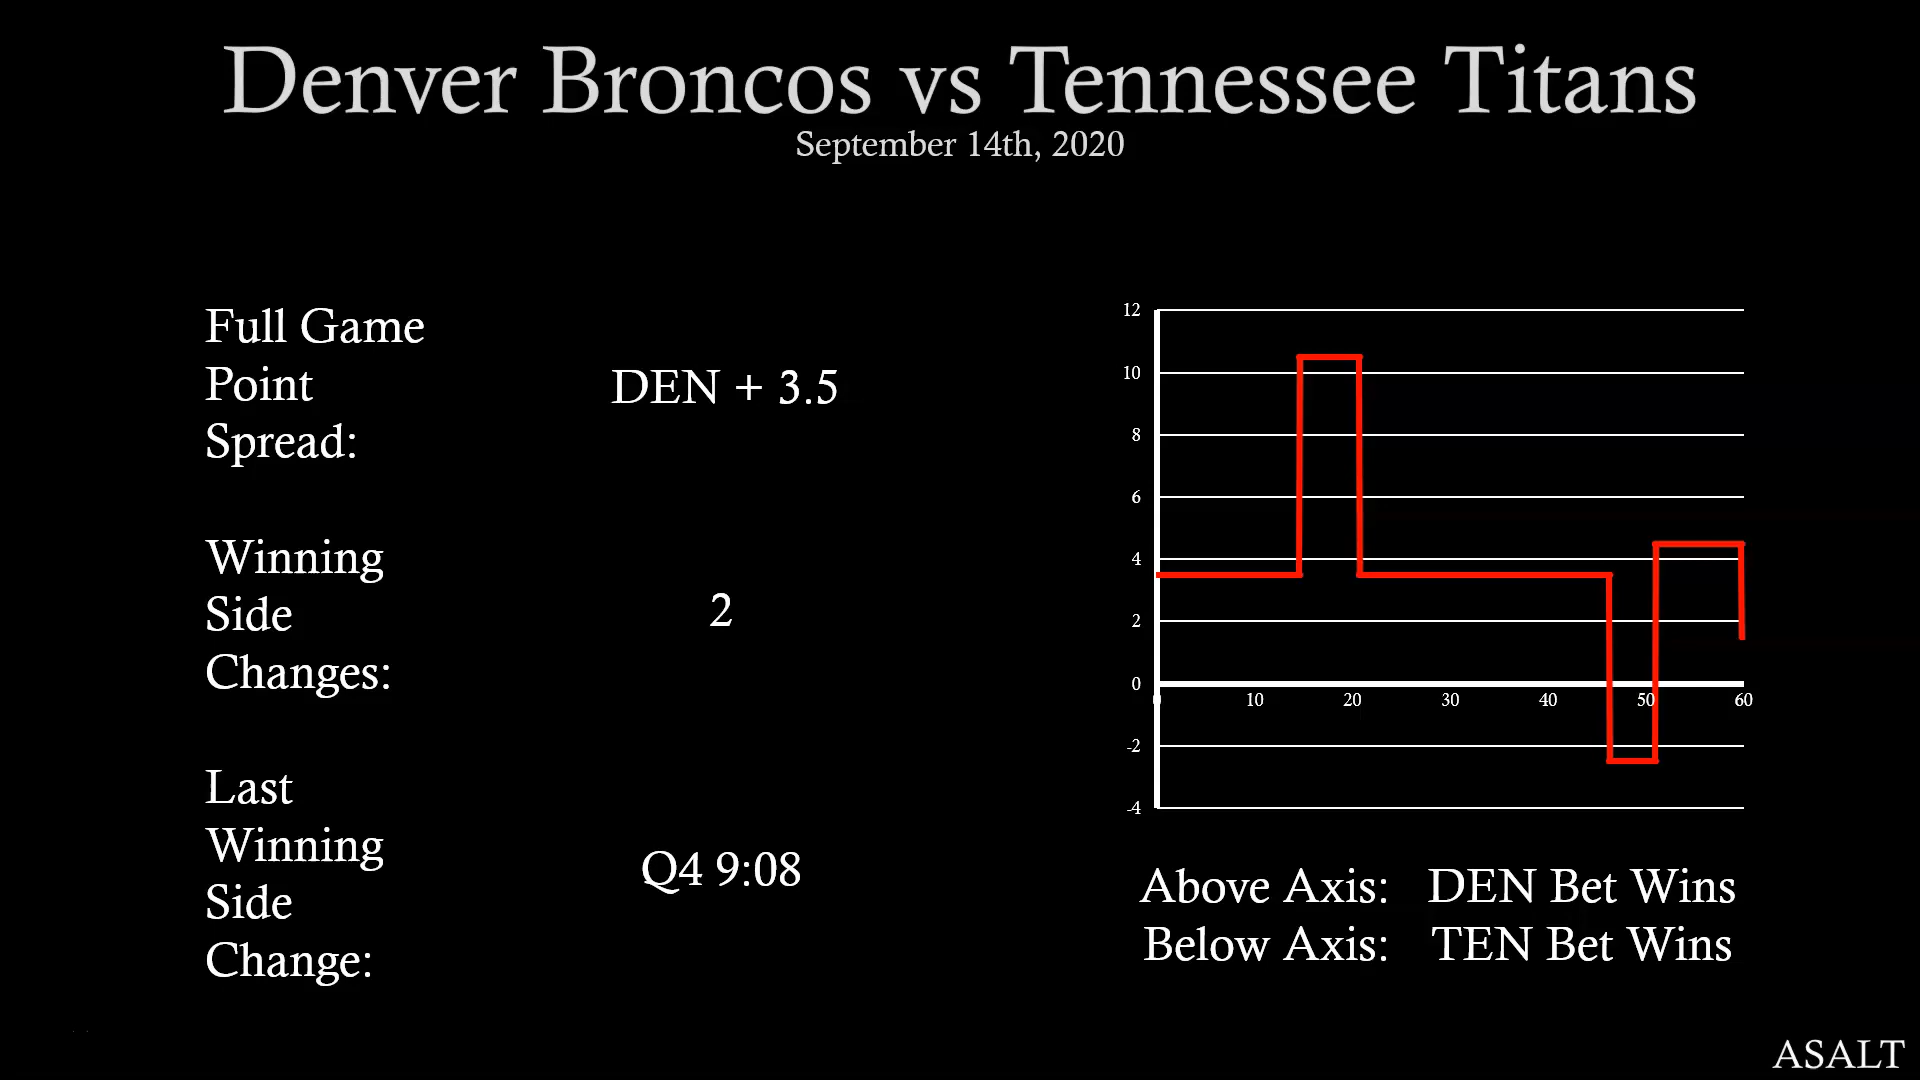 Denver Broncos vs Tennessee Titans
September 14th, 2020
Full Game
Point
Spread:
DEN + 3.5
Winning
Side
Changes:
2
Last
Winning
Side
Change:
Q4 9:08
12
10
8
6
4
2
0
-2
-4
10
20
30
40
50
60
Above Axis: DEN Bet Wins
Below Axis: TEN Bet Wins
ASALT